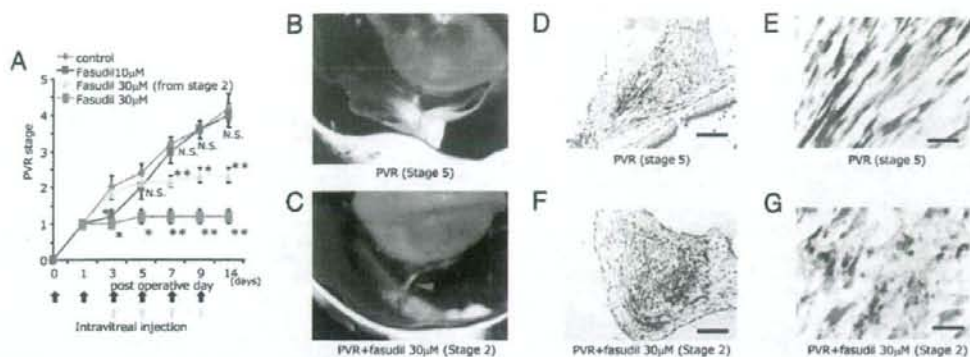 A
control
Fasudil10μM
Fasudil 30μM (from stage 2)
Fasudil 30μM
PVR stage
5
4
3
2
1
0
N.S.
N.S.
N.S.
N.S.
**
**
**
*
*
**
**
**
0 1 3 5 7 9 14 [days]
post operative day
Intravitreal injection
B
PVR (Stage 5)
C
PVR+fasudil 30μM (Stage 2)
D
PVR (stage 5)
E
PVR (stage 5)
F
PVR+fasudil 30μM (Stage 2)
G
PVR+fasudil 30μM (Stage 2)